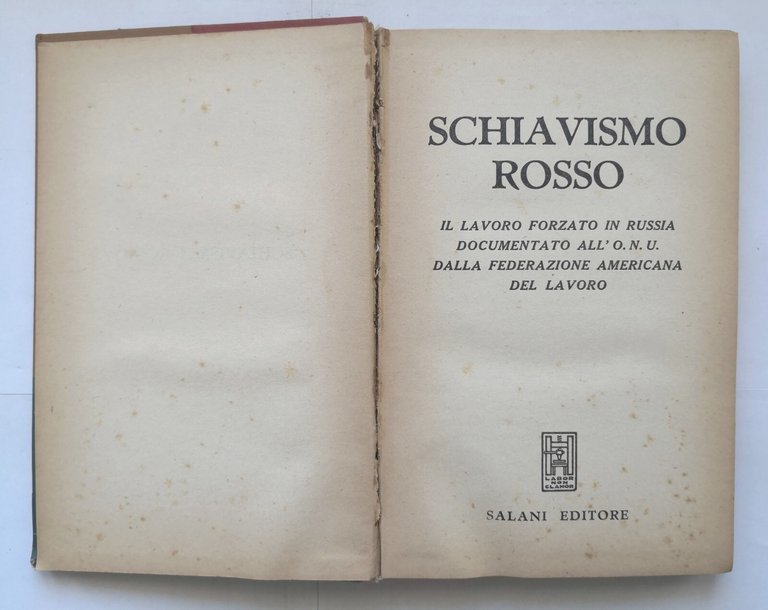 SCHIAVISMO
ROSSO
IL LAVORO FORZATO IN RUSSIA
DOCUMENTATO ALL'O.N.U.
DALLA FEDERAZIONE AMERICANA
DEL LAVORO
LABOR
NON
CLAMOR
SALANI EDITORE